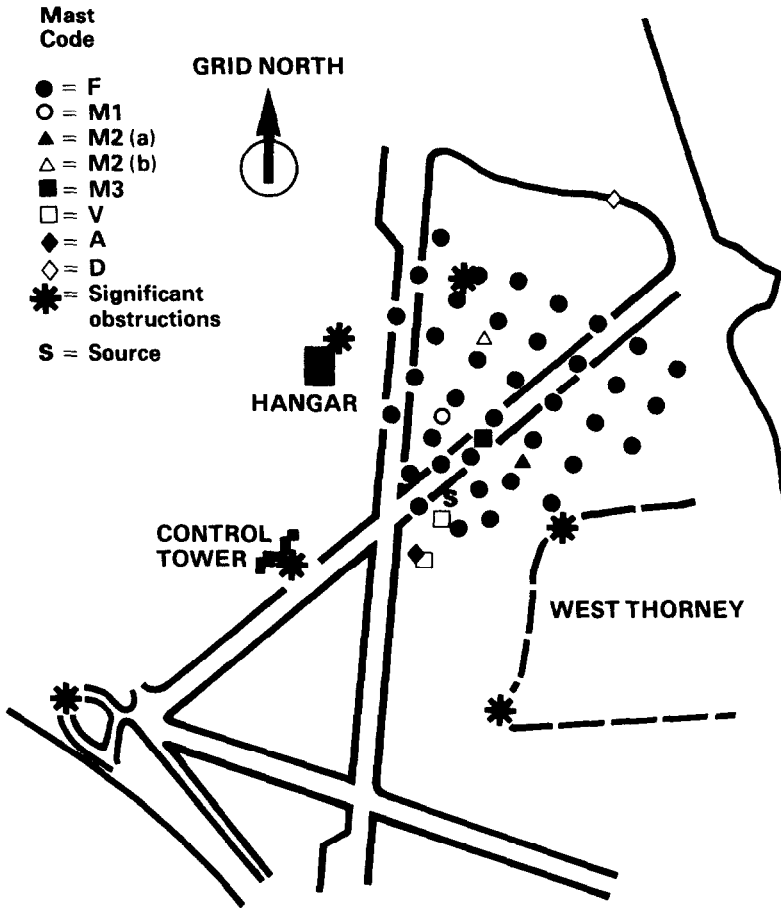 Mast
Code
GRID NORTH
● = F
○ = M1
▲ = M2 (a)
△ = M2 (b)
■ = M3
□ = V
◆ = A
◇ = D
✱ = Significant
obstructions
S = Source
HANGAR
S
CONTROL
TOWER
WEST THORNEY